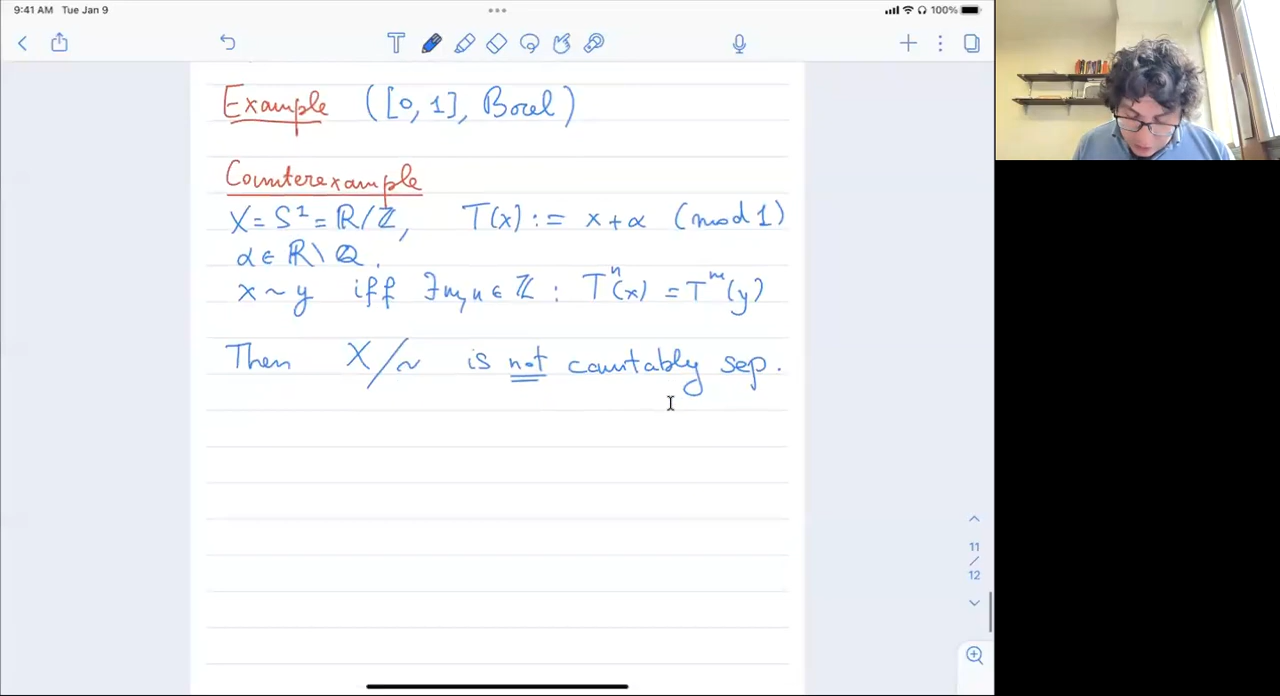 9:41 AM Tue Jan 9
100%
Example ([0, 1], Borel)
Counterexample
X = S¹ = ℝ/ℤ, T(x) := x + α (mod 1)
α ∈ ℝ \ ℚ.
x ~ y iff ∃ m, n ∈ ℤ : Tⁿ(x) = Tᵐ(y)
Then X/~ is not countably sep.
11
/
12